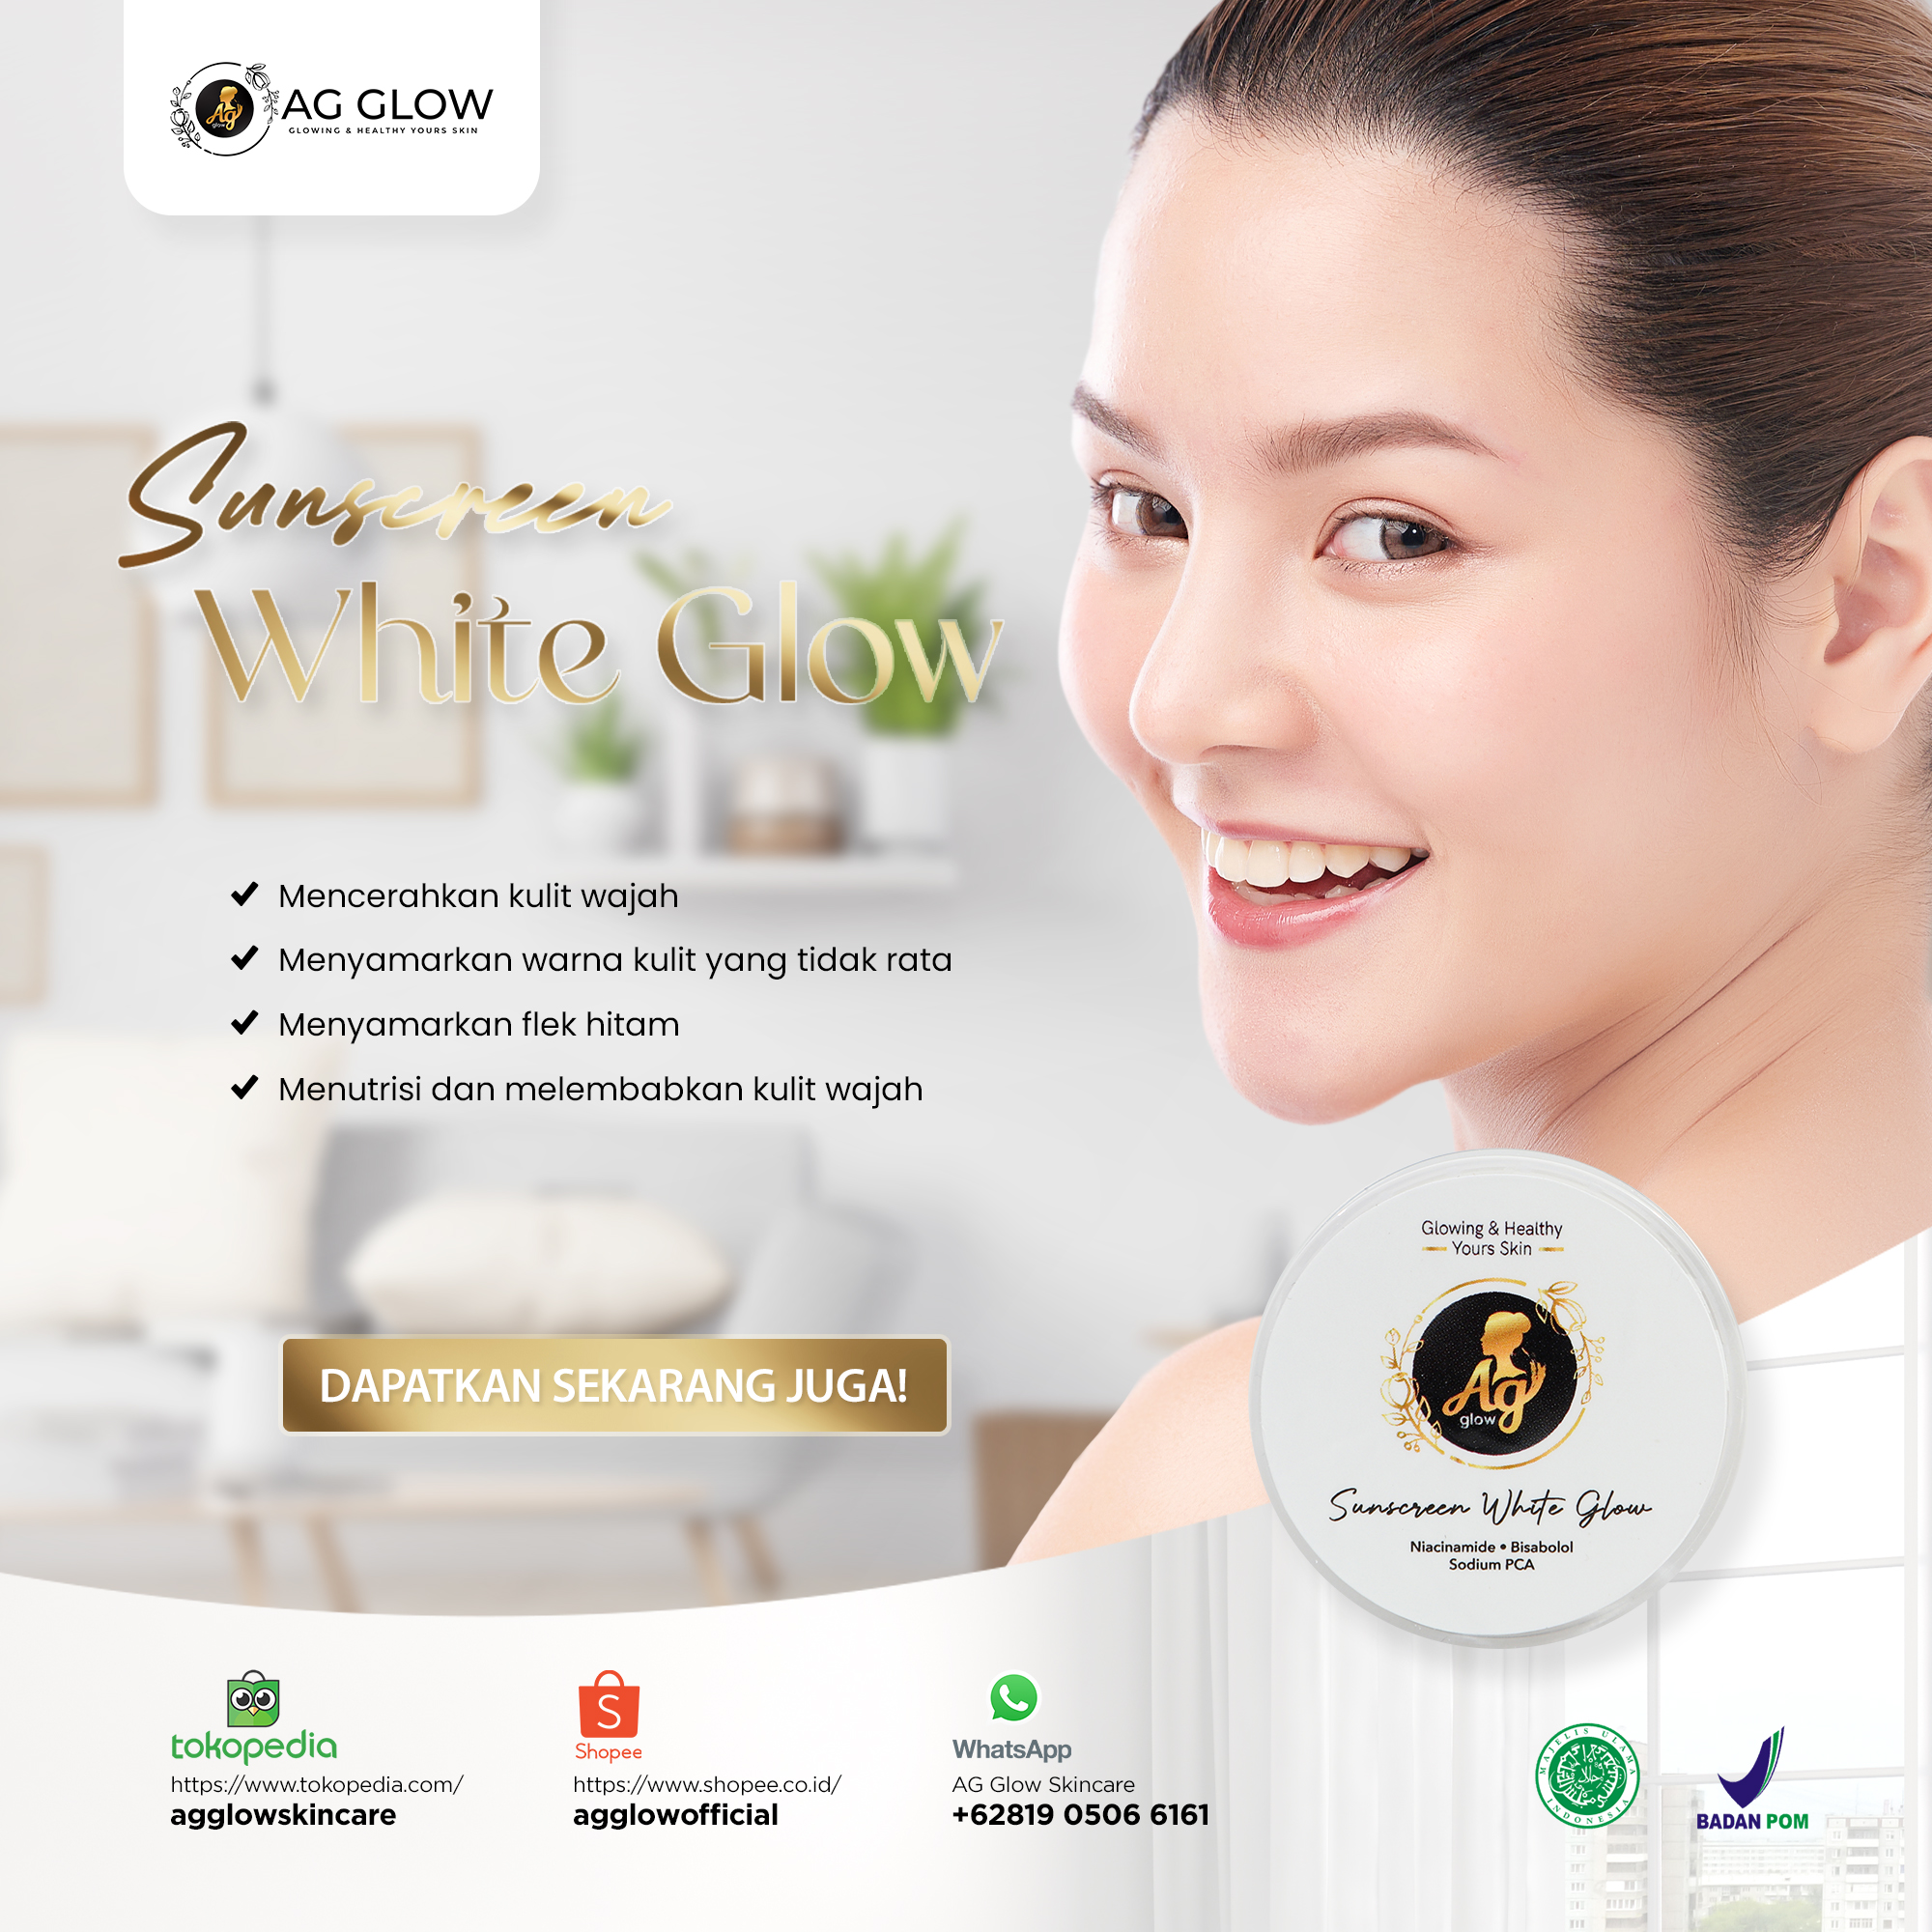 AG GLOW
GLOWING & HEALTHY YOURS SKIN
Sunscreen
White Glow
Mencerahkan kulit wajah
Menyamarkan warna kulit yang tidak rata
Menyamarkan flek hitam
Menutrisi dan melembabkan kulit wajah
DAPATKAN SEKARANG JUGA!
Glowing & Healthy
Yours Skin
Ag
glow
Sunscreen White Glow
Niacinamide • Bisabolol
Sodium PCA
tokopedia
https://www.tokopedia.com/
agglowskincare
S
Shopee
https://www.shopee.co.id/
agglowofficial
WhatsApp
AG Glow Skincare
+62819 0506 6161
MAJELIS ULAMA
INDONESIA
حلال
BADAN POM